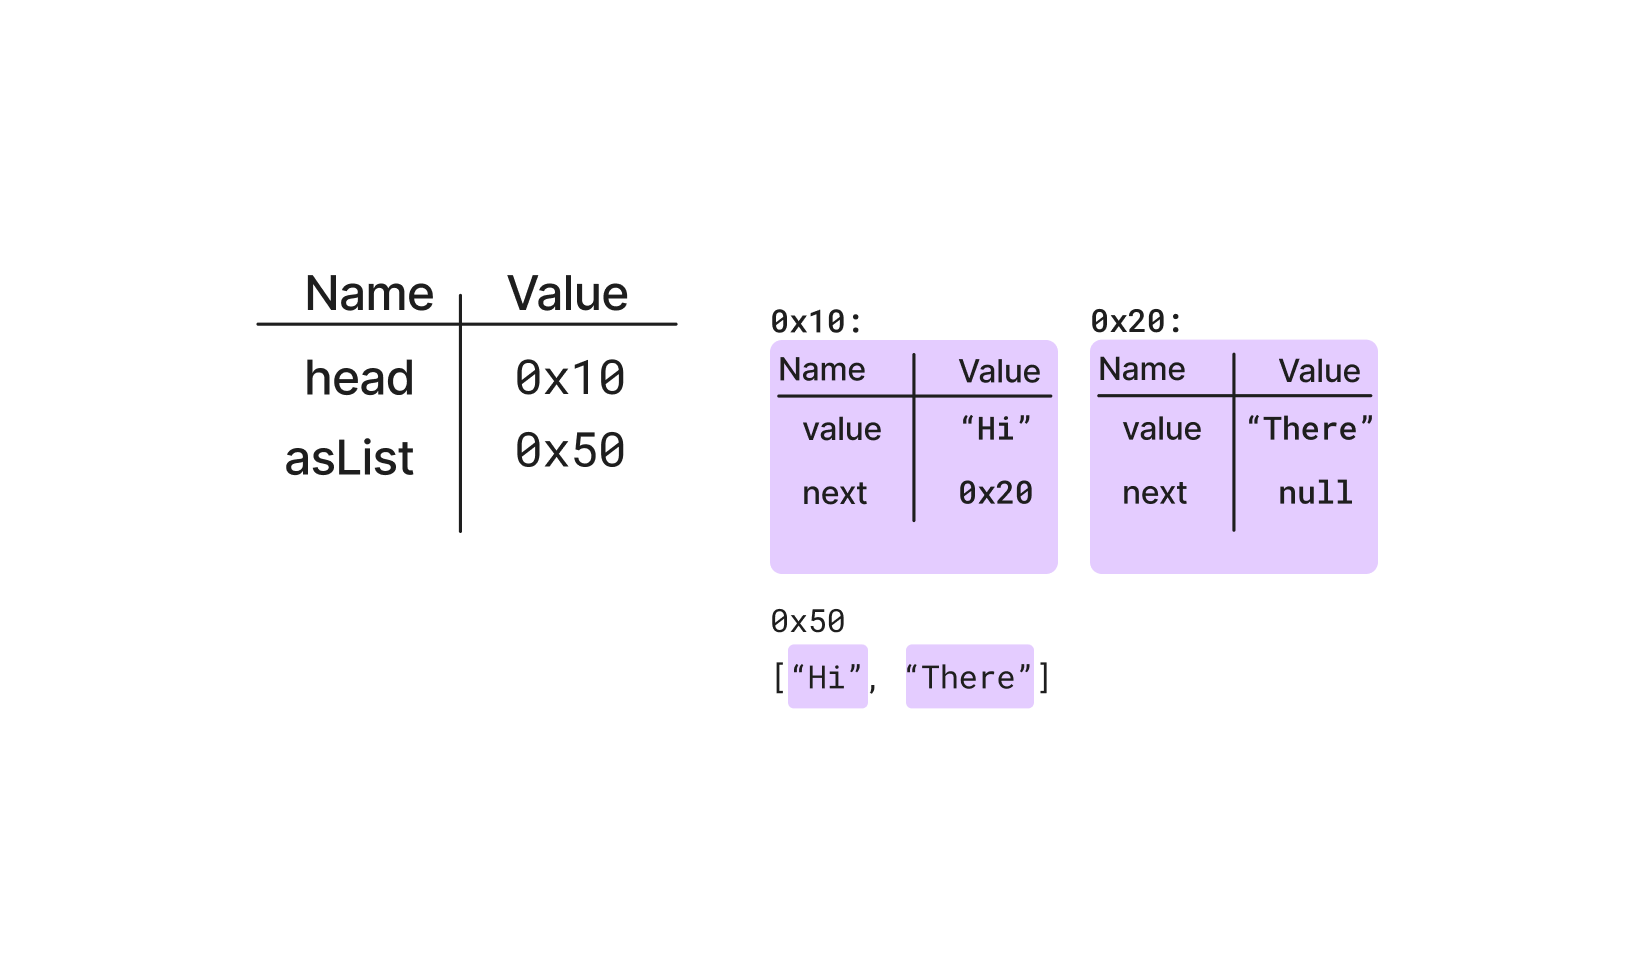 Name Value
head 0x10
asList 0x50
0x10:
Name Value
value “Hi”
next 0x20
0x20:
Name Value
value “There”
next null
0x50
[“Hi”, “There”]